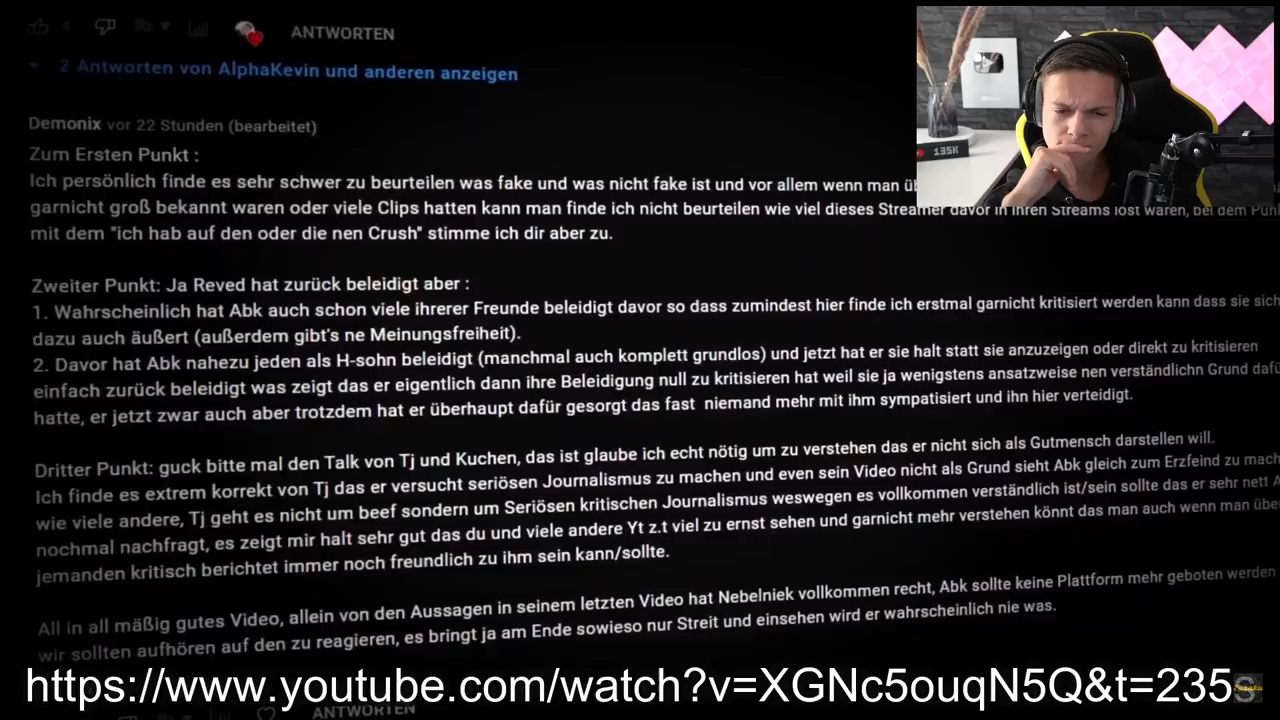 4 ANTWORTEN
2 Antworten von AlphaKevin und anderen anzeigen
135K
Demonix vor 22 Stunden (bearbeitet)
Zum Ersten Punkt :
Ich persönlich finde es sehr schwer zu beurteilen was fake und was nicht fake ist und vor allem wenn man
garnicht groß bekannt waren oder viele Clips hatten kann man finde ich nicht beurteilen wie viel dieses Streamer davor in ihren Streams lost waren, bei dem
mit dem "ich hab auf den oder die nen Crush" stimme ich dir aber zu.
Zweiter Punkt: Ja Reved hat zurück beleidigt aber :
1. Wahrscheinlich hat Abk auch schon viele ihrerer Freunde beleidigt davor so dass zumindest hier finde ich erstmal garnicht kritisiert werden kann dass sie sich
dazu auch äußert (außerdem gibt's ne Meinungsfreiheit).
2. Davor hat Abk nahezu jeden als H-sohn beleidigt (manchmal auch komplett grundlos) und jetzt hat er sie halt statt sie anzuzeigen oder direkt zu kritisieren
einfach zurück beleidigt was zeigt das er eigentlich dann ihre Beleidigung null zu kritisieren hat weil sie ja wenigstens ansatzweise nen verständlichn Grund
hatte, er jetzt zwar auch aber trotzdem hat er überhaupt dafür gesorgt das fast niemand mehr mit ihm sympatisiert und ihn hier verteidigt.
Dritter Punkt: guck bitte mal den Talk von Tj und Kuchen, das ist glaube ich echt nötig um zu verstehen das er nicht sich als Gutmensch darstellen will.
Ich finde es extrem korrekt von Tj das er versucht seriösen Journalismus zu machen und even sein Video nicht als Grund sieht Abk gleich zum Erzfeind zu
wie viele andere, Tj geht es nicht um beef sondern um Seriösen kritischen Journalismus weswegen es vollkommen verständlich ist/sein sollte das er sehr nett
nochmal nachfragt, es zeigt mir halt sehr gut das du und viele andere Yt z.t viel zu ernst sehen und garnicht mehr verstehen könnt das man auch wenn man
jemanden kritisch berichtet immer noch freundlich zu ihm sein kann/sollte.
All in all mäßig gutes Video, allein von den Aussagen in seinem letzten Video hat Nebelniek vollkommen recht, Abk sollte keine Plattform mehr geboten werden
wir sollten aufhören auf den zu reagieren, es bringt ja am Ende sowieso nur Streit und einsehen wird er wahrscheinlich nie was.
https://www.youtube.com/watch?v=XGNc5ouqN5Q&t=235s
ANTWORTEN